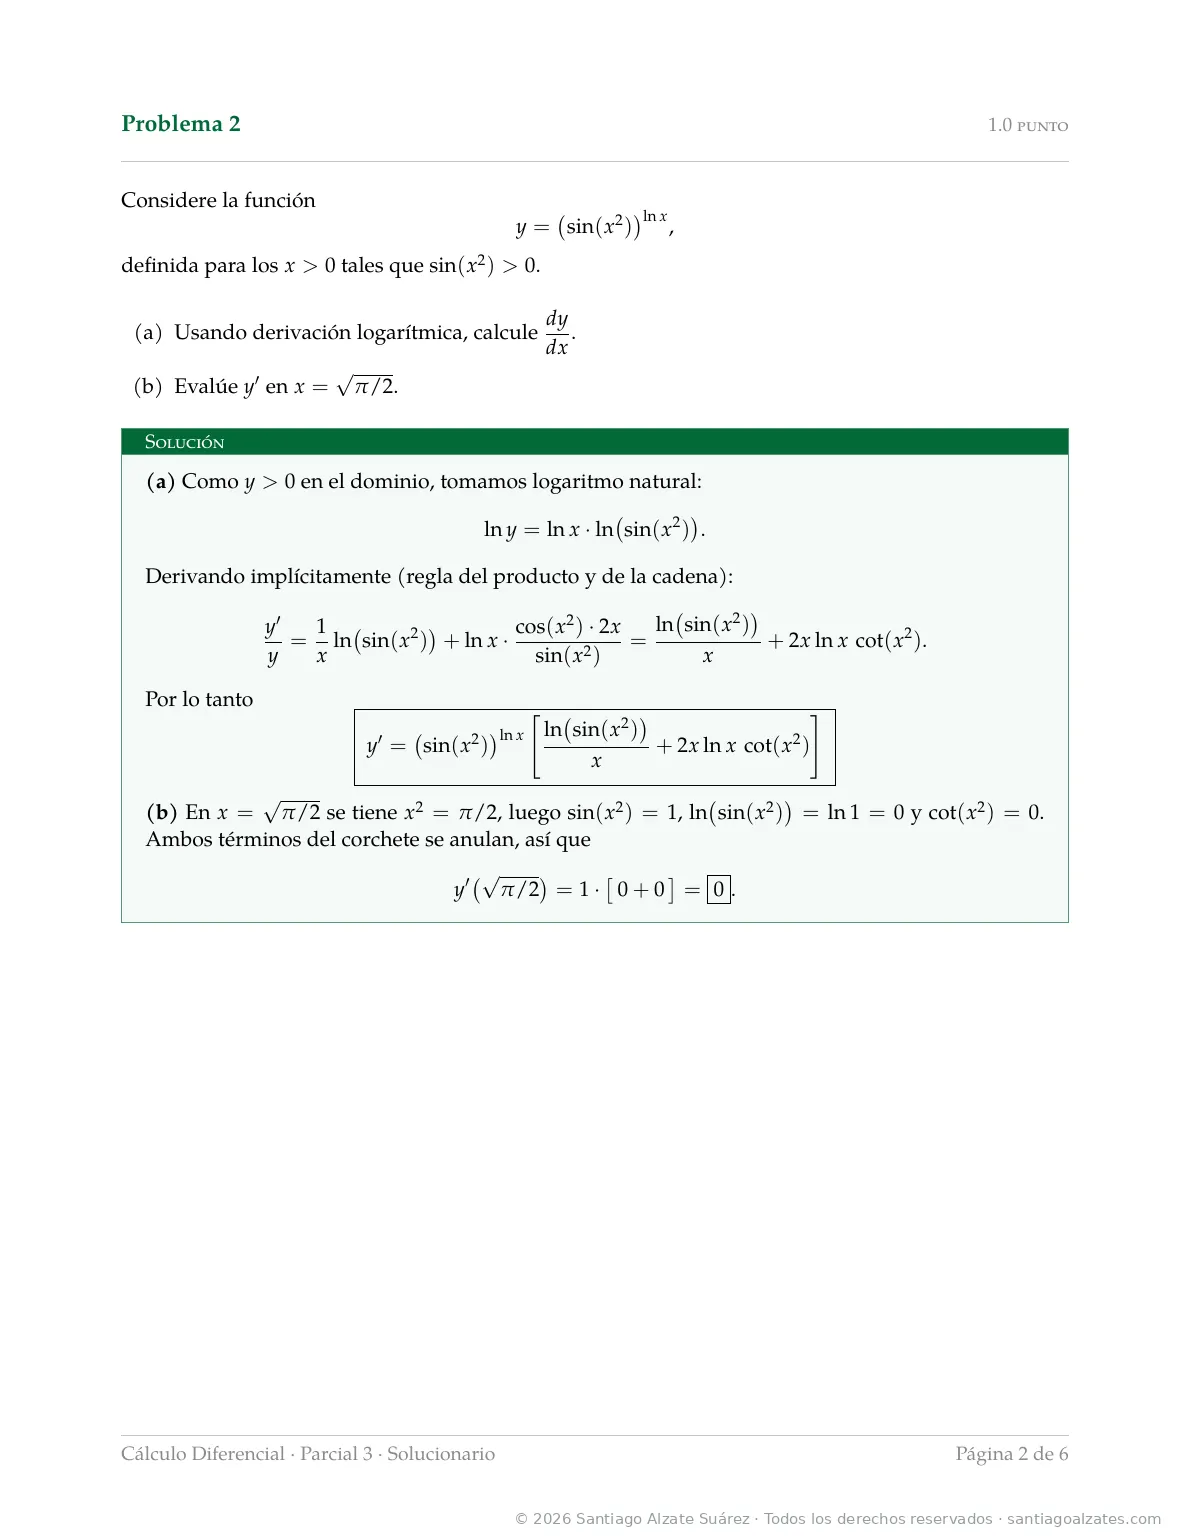 Problema 2
1.0 PUNTO
Considere la función
y = (sin(x²))^{ln x},
definida para los x > 0 tales que sin(x²) > 0.
(a) Usando derivación logarítmica, calcule dy/dx.
(b) Evalúe y′ en x = √(π/2).
SOLUCIÓN
(a) Como y > 0 en el dominio, tomamos logaritmo natural:
ln y = ln x · ln(sin(x²)).
Derivando implícitamente (regla del producto y de la cadena):
y′/y = 1/x ln(sin(x²)) + ln x · (cos(x²) · 2x)/sin(x²) = ln(sin(x²))/x + 2x ln x cot(x²).
Por lo tanto
y′ = (sin(x²))^{ln x} [ln(sin(x²))/x + 2x ln x cot(x²)]
(b) En x = √(π/2) se tiene x² = π/2, luego sin(x²) = 1, ln(sin(x²)) = ln 1 = 0 y cot(x²) = 0.
Ambos términos del corchete se anulan, así que
y′(√(π/2)) = 1 · [0 + 0] = 0.
Cálculo Diferencial · Parcial 3 · Solucionario
Página 2 de 6
© 2026 Santiago Alzate Suárez · Todos los derechos reservados · santiagoalzates.com